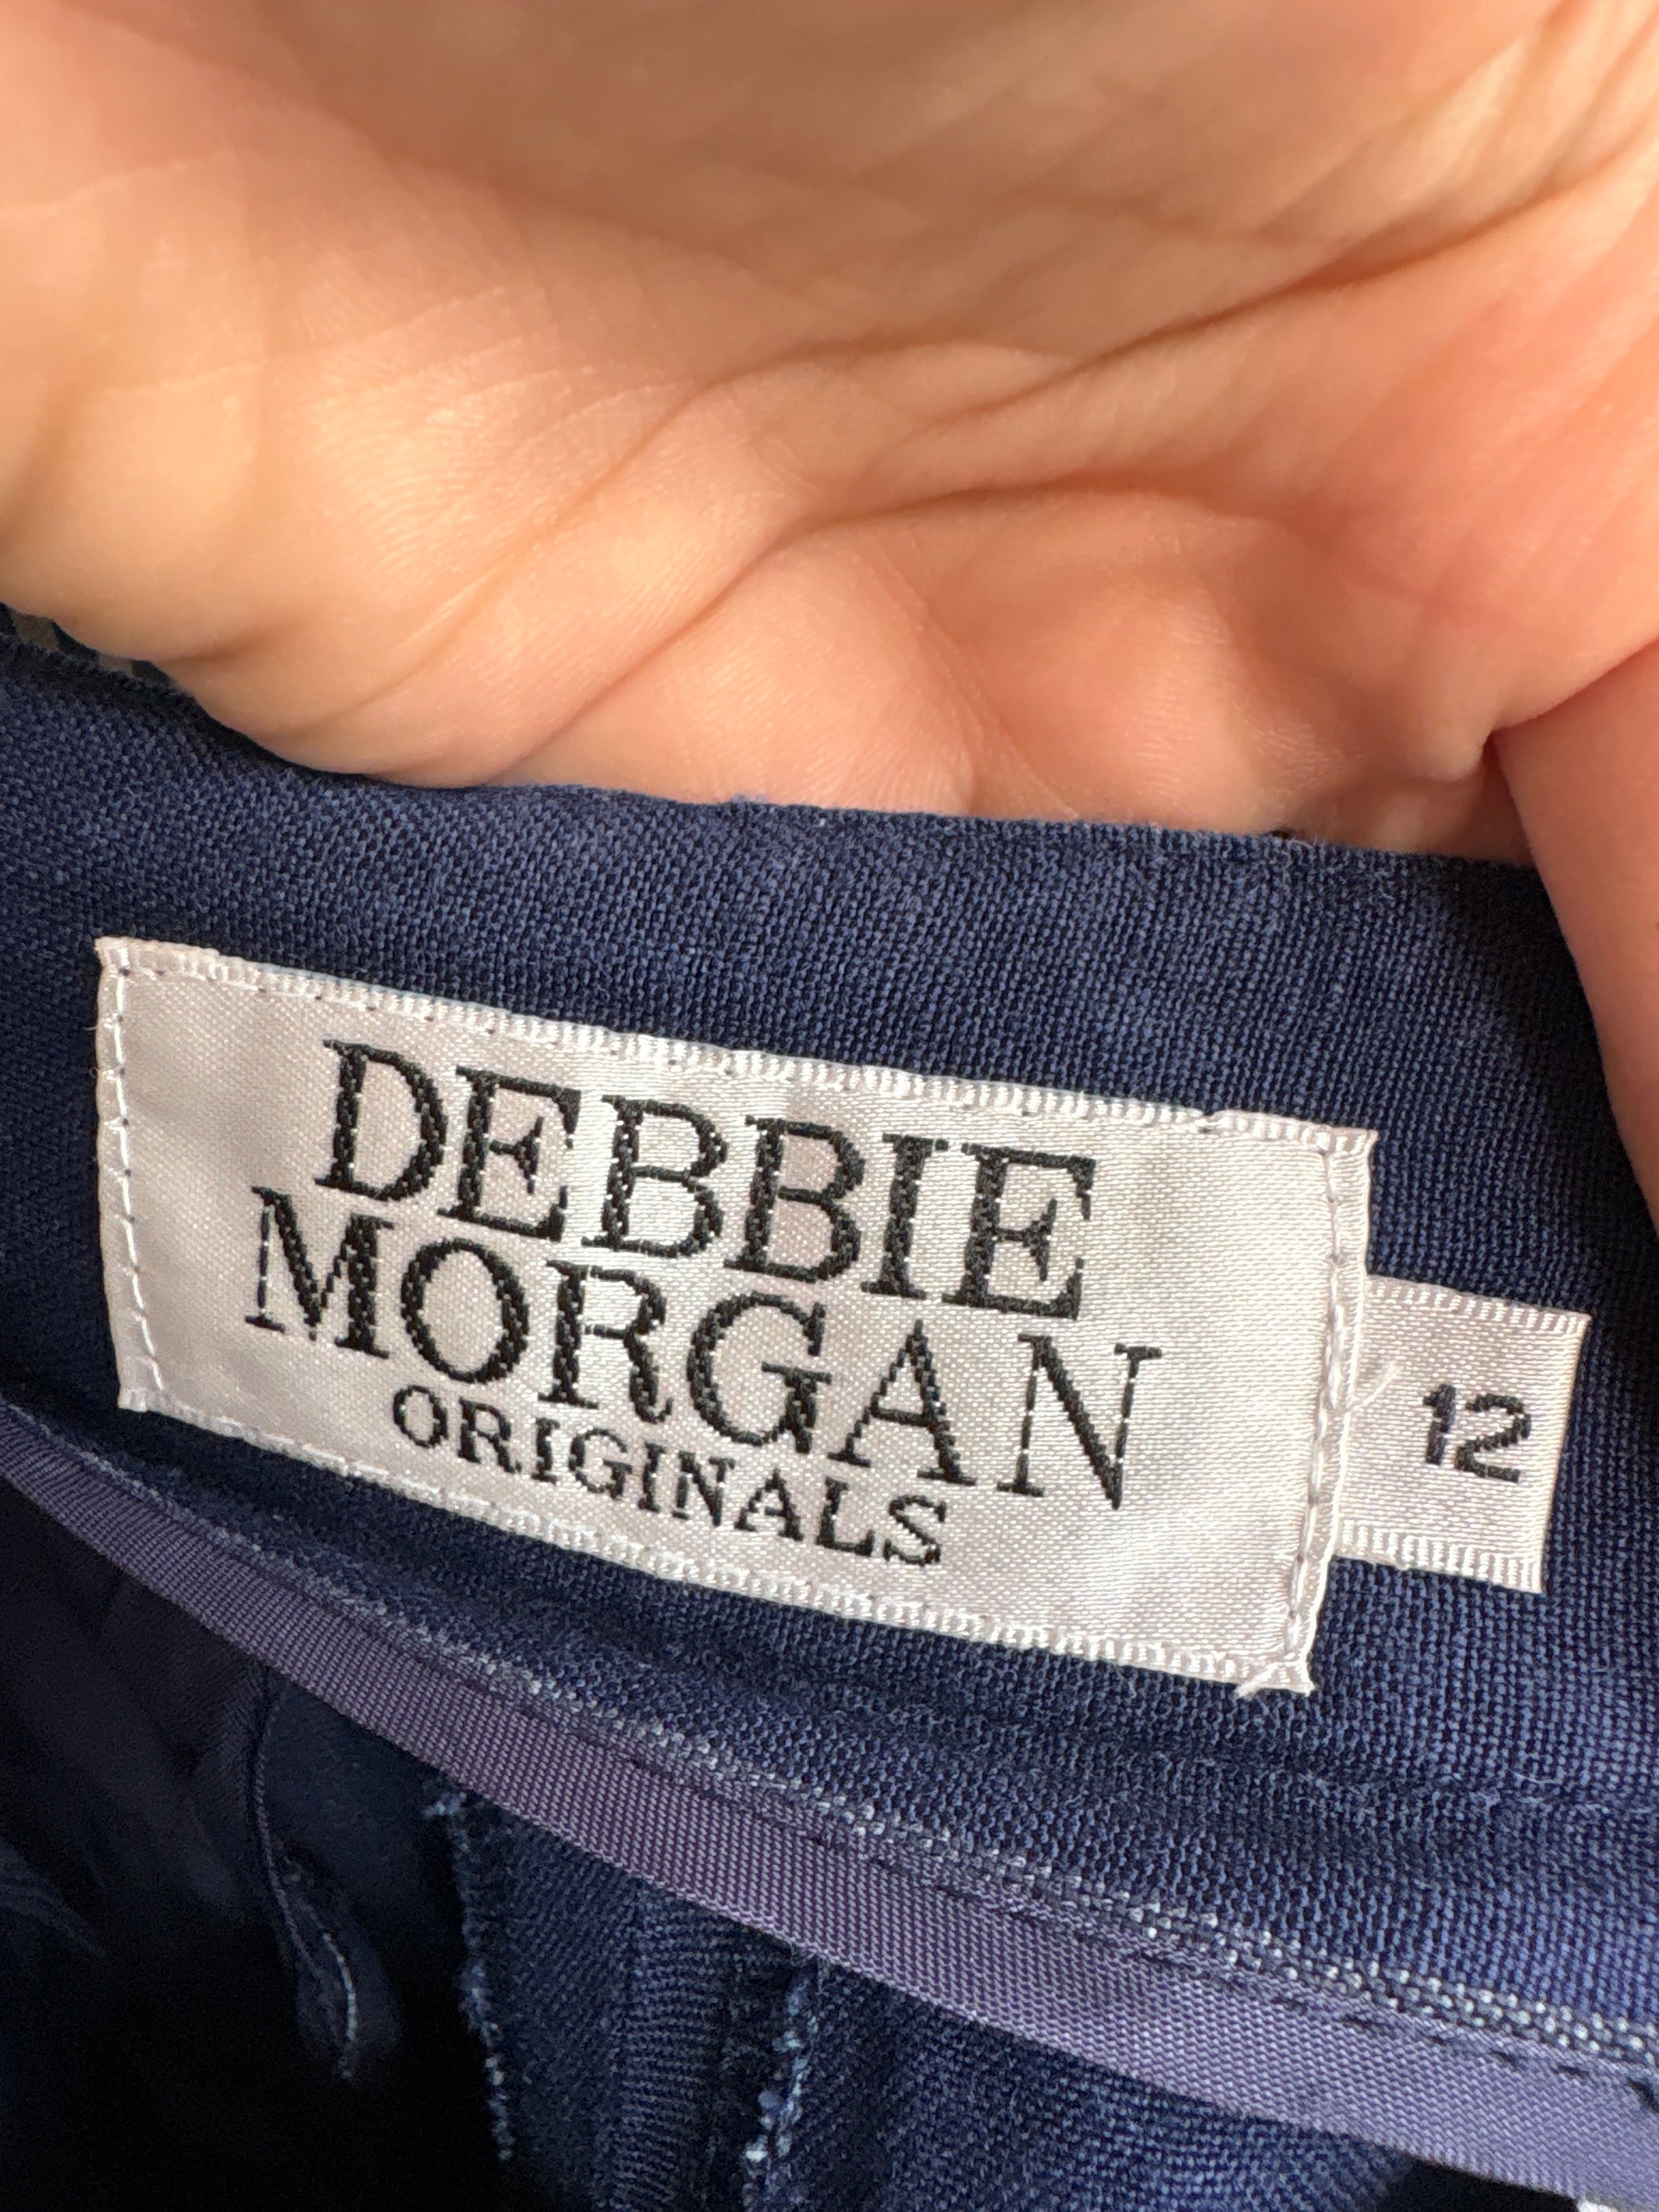 DEBBIE
MORGAN
ORIGINALS
12